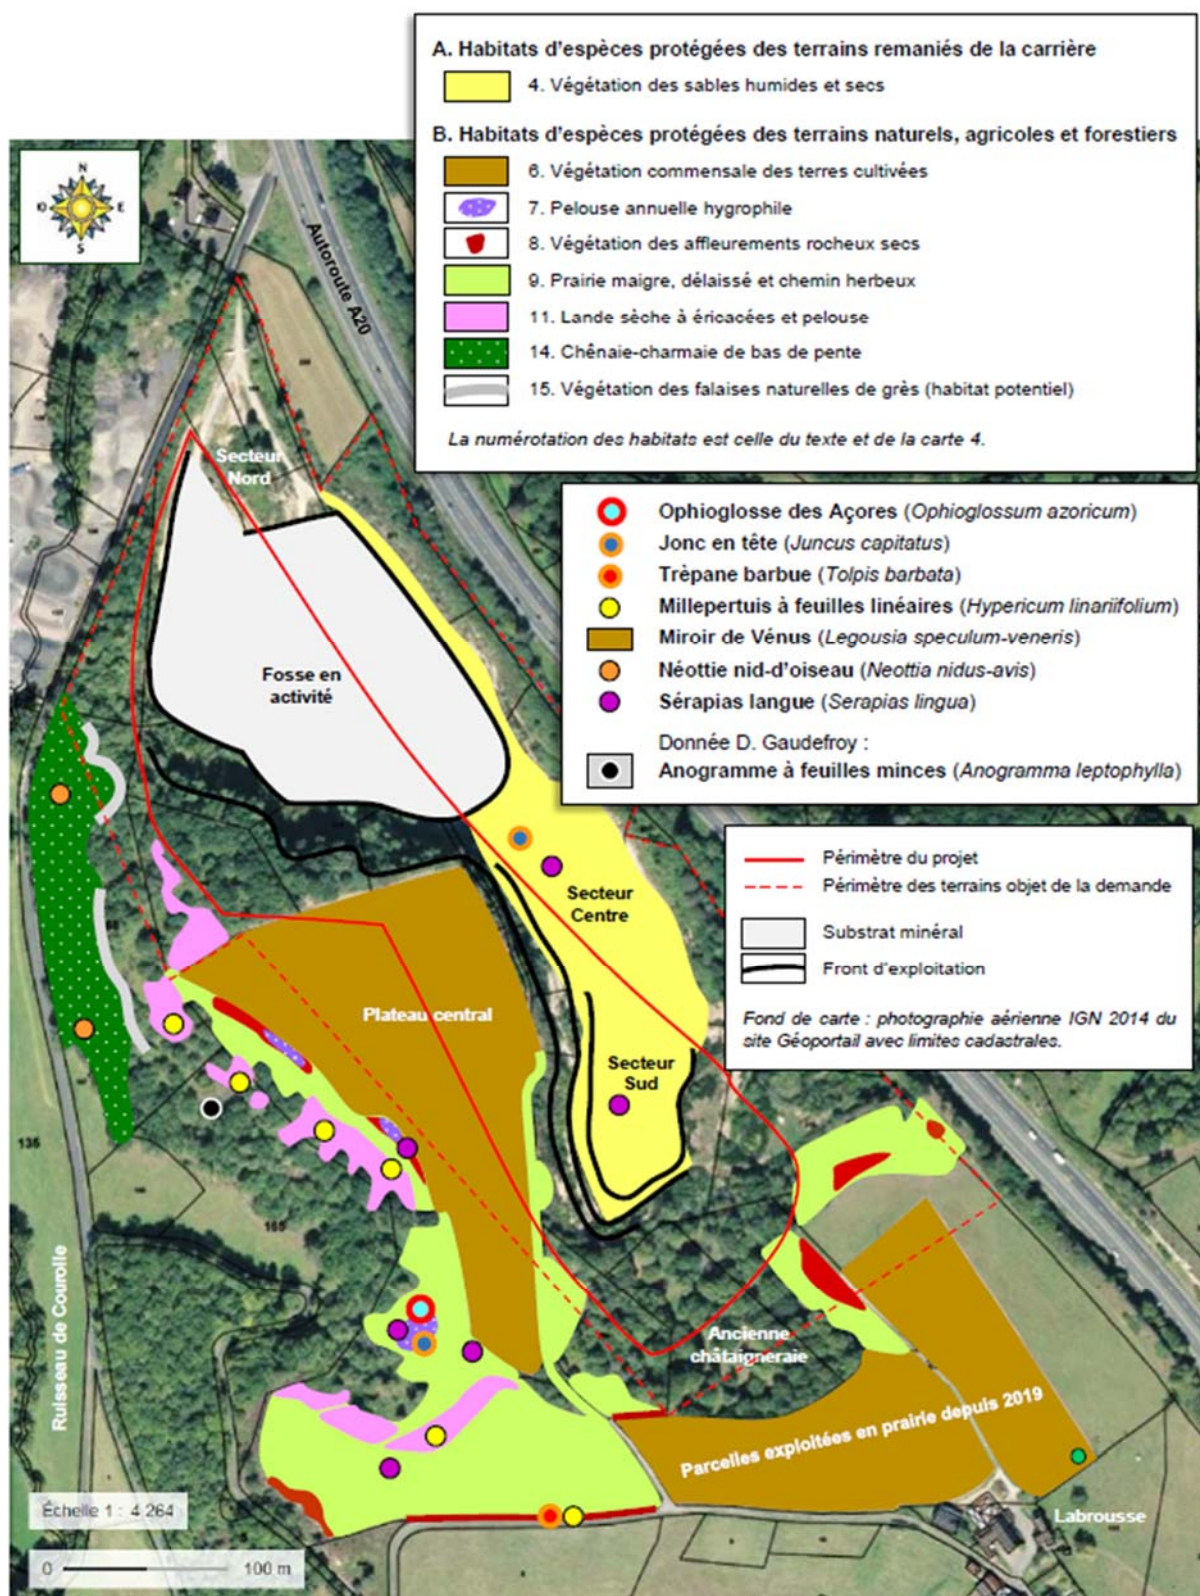 A. Habitats d'espèces protégées des terrains remaniés de la carrière
4. Végétation des sables humides et secs
B. Habitats d'espèces protégées des terrains naturels, agricoles et forestiers
6. Végétation commensale des terres cultivées
7. Pelouse annuelle hygrophile
8. Végétation des affleurements rocheux secs
9. Prairie maigre, délaissé et chemin herbeux
11. Lande sèche à éricacées et pelouse
14. Chênaie-charmaie de bas de pente
15. Végétation des falaises naturelles de grès (habitat potentiel)
La numérotation des habitats est celle du texte et de la carte 4.
N
O
E
S
Autoroute A20
Secteur
Nord
Ophioglosse des Açores (Ophioglossum azoricum)
Jonc en tête (Juncus capitatus)
Trèpane barbue (Tolpis barbata)
Millepertuis à feuilles linéaires (Hypericum linariifolium)
Miroir de Vénus (Legousia speculum-veneris)
Néottie nid-d'oiseau (Neottia nidus-avis)
Sérapias langue (Serapias lingua)
Donnée D. Gaudefroy :
Anogramme à feuilles minces (Anogramma leptophylla)
Fosse en
activité
Périmètre du projet
Périmètre des terrains objet de la demande
Substrat minéral
Front d'exploitation
Fond de carte : photographie aérienne IGN 2014 du
site Géoportail avec limites cadastrales.
Secteur
Centre
Plateau central
Secteur
Sud
135
165
Ruisseau de Courolle
Ancienne
châtaigneraie
Parcelles exploitées en prairie depuis 2019
Labrousse
Échelle 1 : 4 264
0
100 m